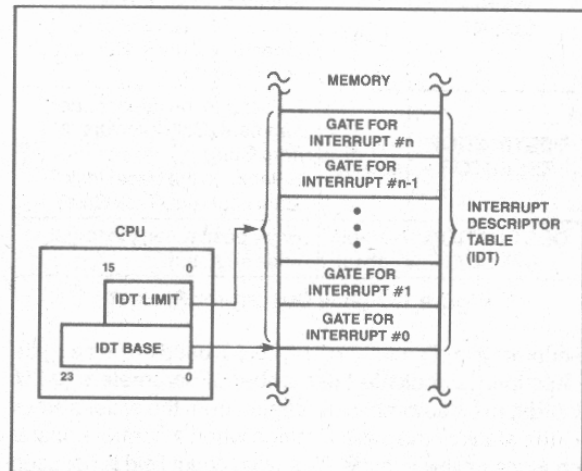 MEMORY
GATE FOR
INTERRUPT #n
GATE FOR
INTERRUPT #n-1
INTERRUPT
DESCRIPTOR
TABLE
(IDT)
CPU
15 0
IDT LIMIT
GATE FOR
INTERRUPT #1
IDT BASE
GATE FOR
INTERRUPT #0
23 0